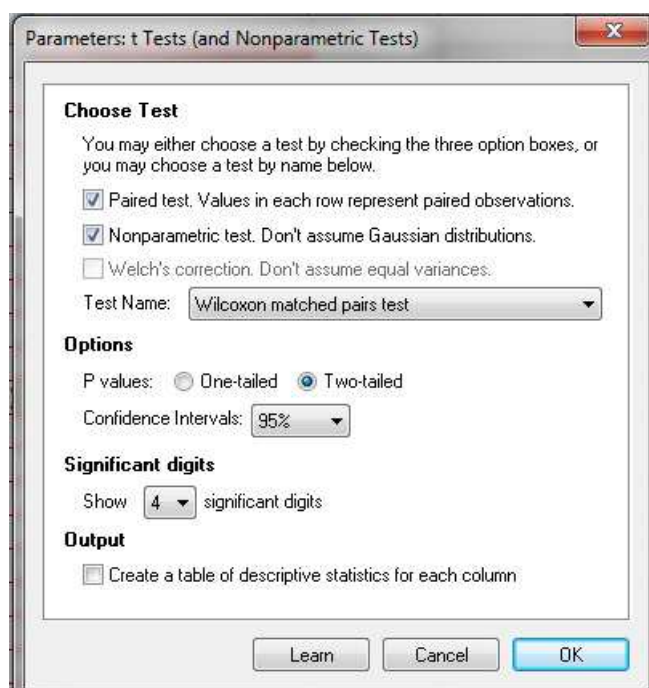 Parameters: t Tests (and Nonparametric Tests)
Choose Test
You may either choose a test by checking the three option boxes, or
you may choose a test by name below.
Paired test. Values in each row represent paired observations.
Nonparametric test. Don't assume Gaussian distributions.
Welch's correction. Don't assume equal variances.
Test Name: Wilcoxon matched pairs test
Options
P values: One-tailed Two-tailed
Confidence Intervals: 95%
Significant digits
Show 4 significant digits
Output
Create a table of descriptive statistics for each column
Learn Cancel OK